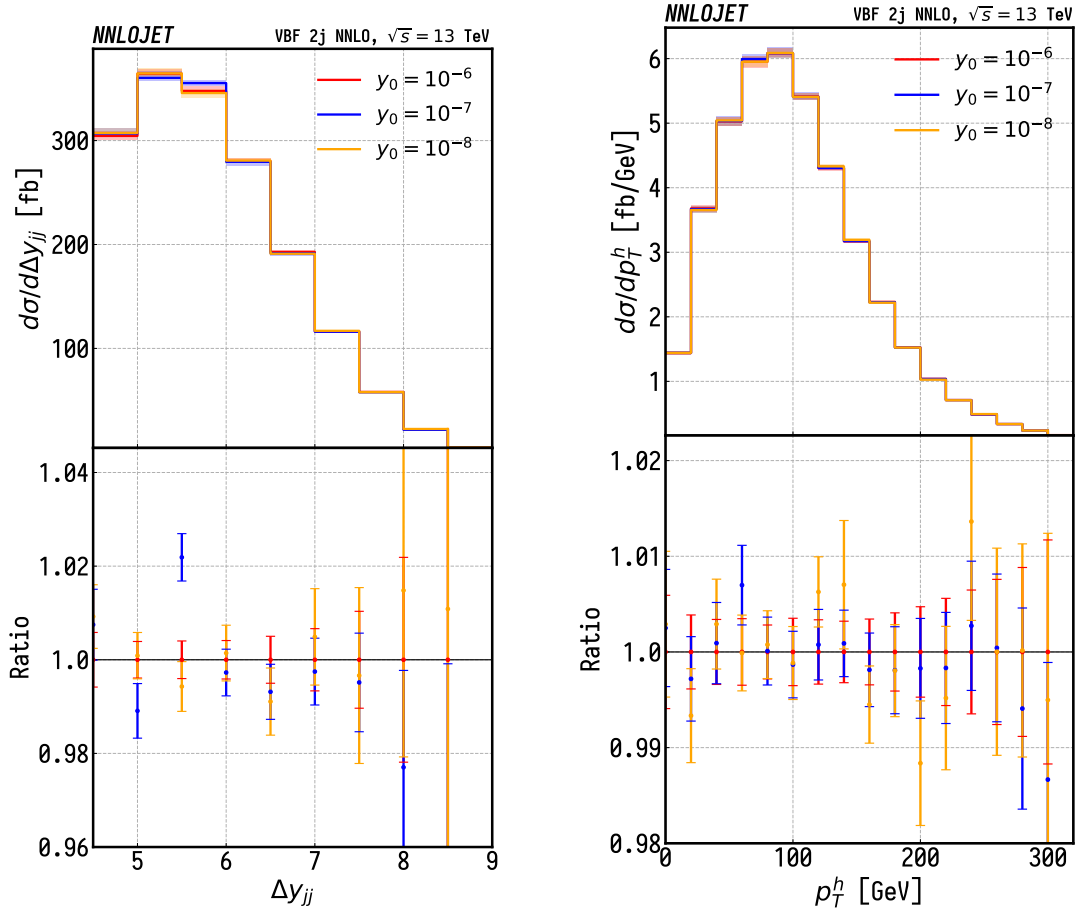 NNLOJET VBF 2j NNLO, √s = 13 TeV
y₀ = 10⁻⁶
y₀ = 10⁻⁷
y₀ = 10⁻⁸
dσ/dΔy_jj [fb]
300
200
100
Ratio
1.04
1.02
1.0
0.98
0.96
5 6 7 8 9
Δy_jj
NNLOJET VBF 2j NNLO, √s = 13 TeV
y₀ = 10⁻⁶
y₀ = 10⁻⁷
y₀ = 10⁻⁸
dσ/dp_T^h [fb/GeV]
6
5
4
3
2
1
Ratio
1.02
1.01
1.0
0.99
0.98
0 100 200 300
p_T^h [GeV]